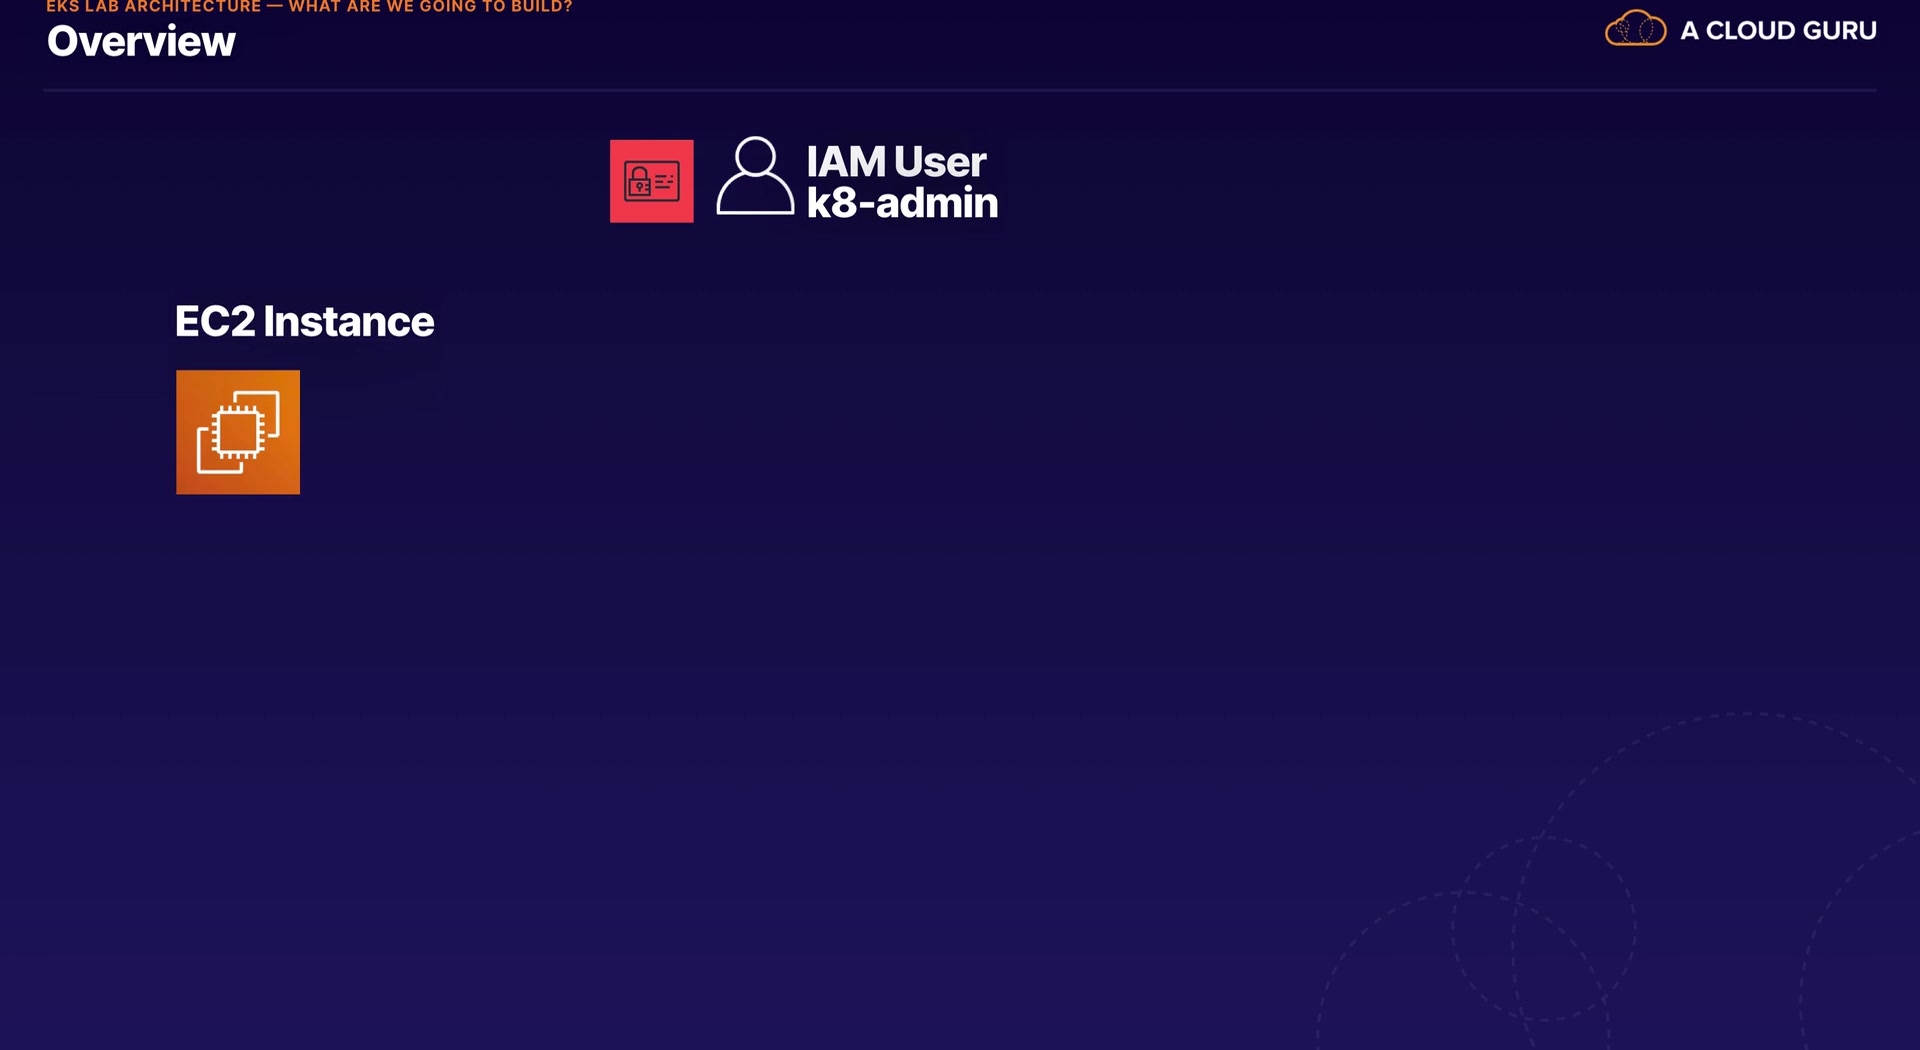 EKS LAB ARCHITECTURE — WHAT ARE WE GOING TO BUILD?
Overview
A CLOUD GURU
IAM User
k8-admin
EC2 Instance